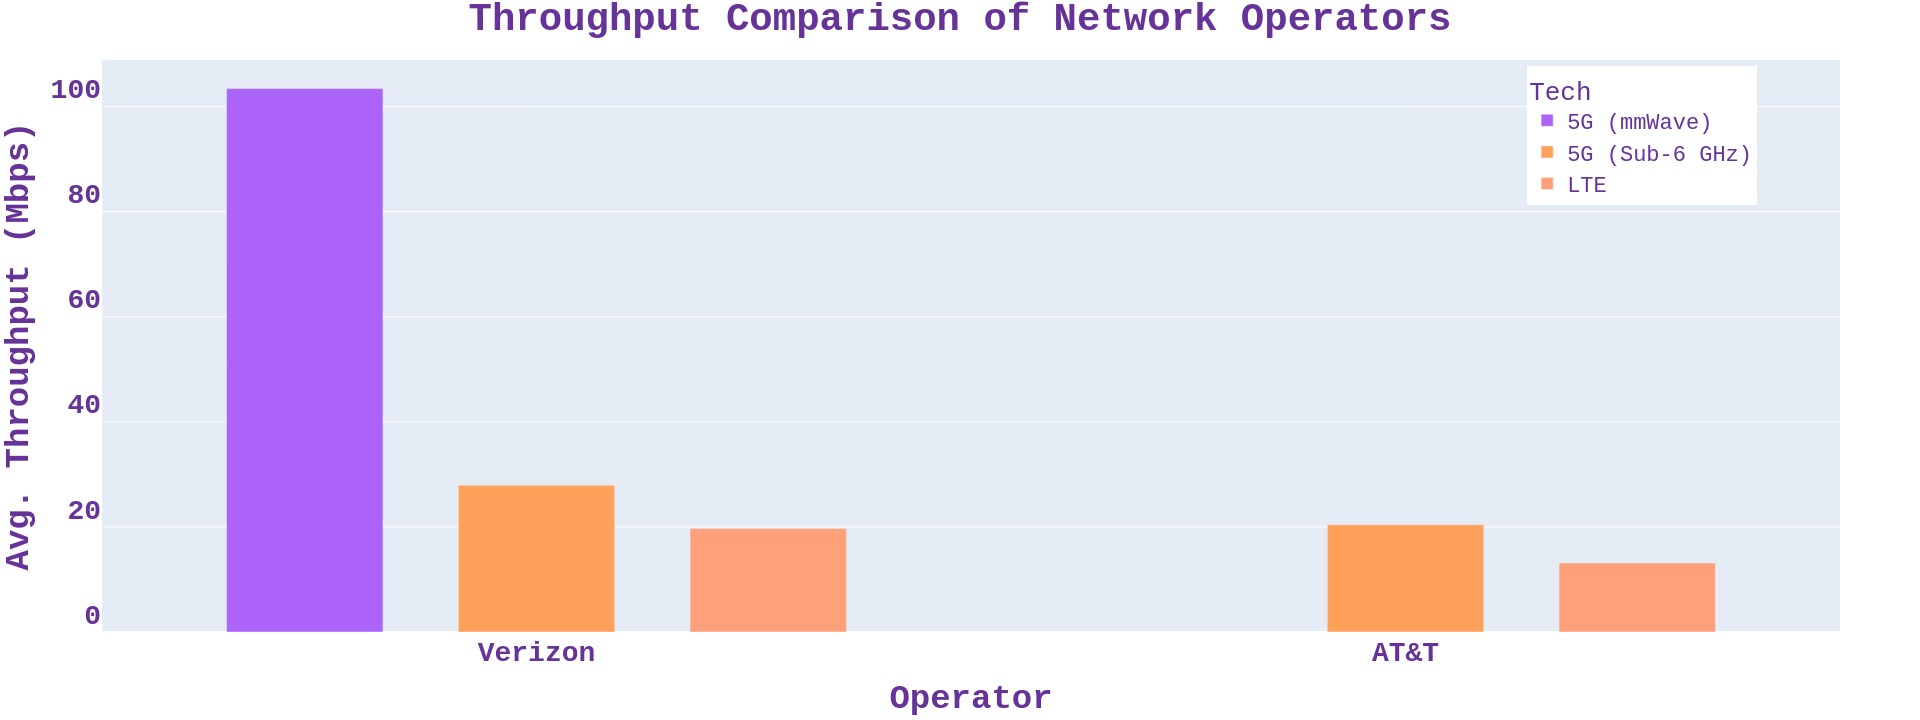 Throughput Comparison of Network Operators
Avg. Throughput (Mbps)
100
80
60
40
20
0
Tech
5G (mmWave)
5G (Sub-6 GHz)
LTE
Verizon
AT&T
Operator